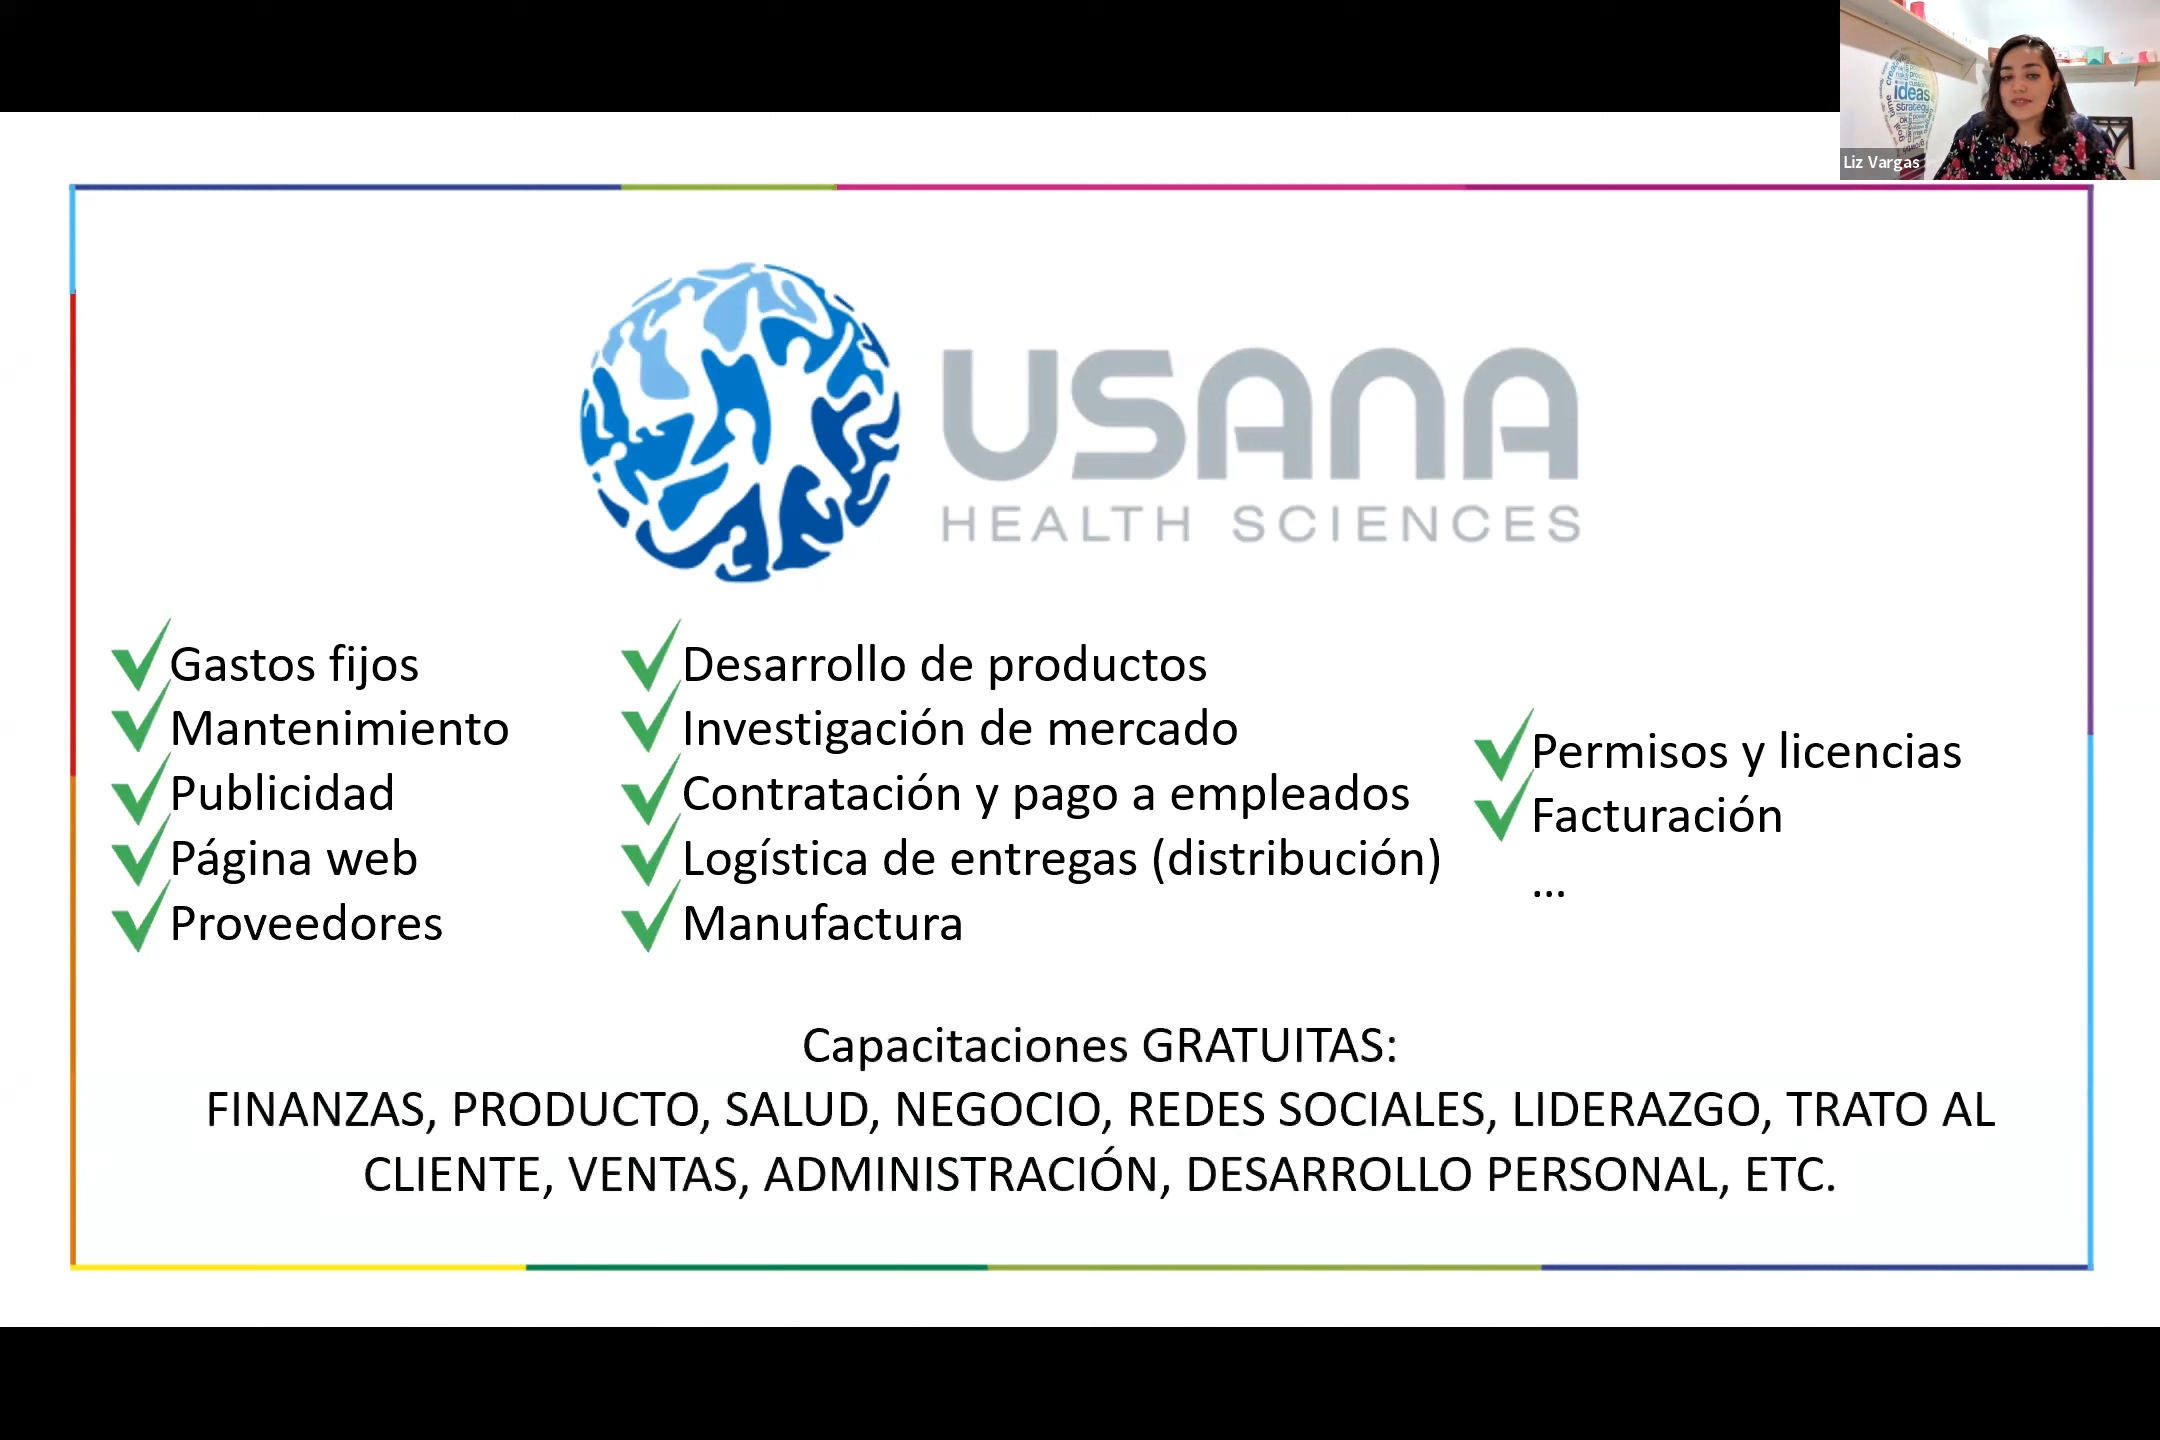 ideas
strategy
Liz Vargas
USANA
HEALTH SCIENCES
Gastos fijos
Mantenimiento
Publicidad
Página web
Proveedores
Desarrollo de productos
Investigación de mercado
Contratación y pago a empleados
Logística de entregas (distribución)
Manufactura
Permisos y licencias
Facturación
...
Capacitaciones GRATUITAS:
FINANZAS, PRODUCTO, SALUD, NEGOCIO, REDES SOCIALES, LIDERAZGO, TRATO AL
CLIENTE, VENTAS, ADMINISTRACIÓN, DESARROLLO PERSONAL, ETC.